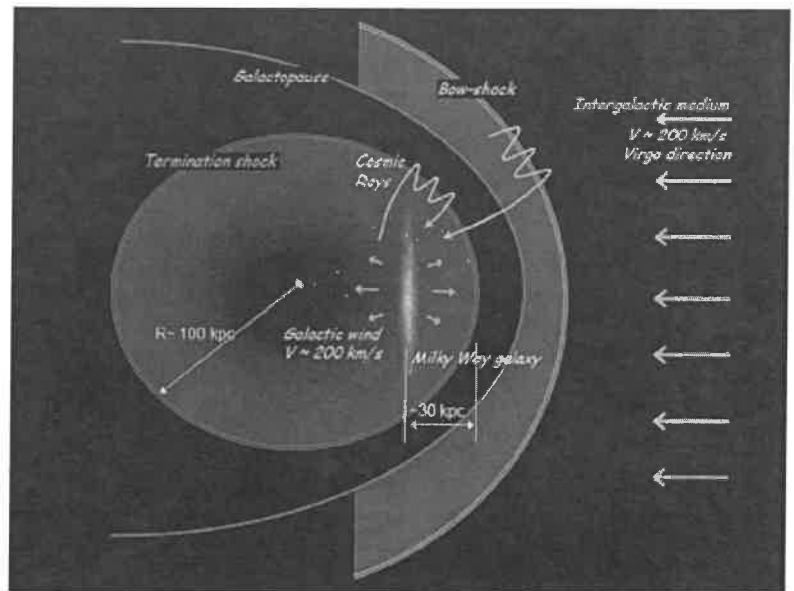 Galactopause
Bow-shock
Intergalactic medium
V ~ 200 km/s
Virgo direction
Termination shock
Cosmic
Rays
R~ 100 kpc
Galactic wind
V ~ 200 km/s
Milky Way galaxy
~30 kpc